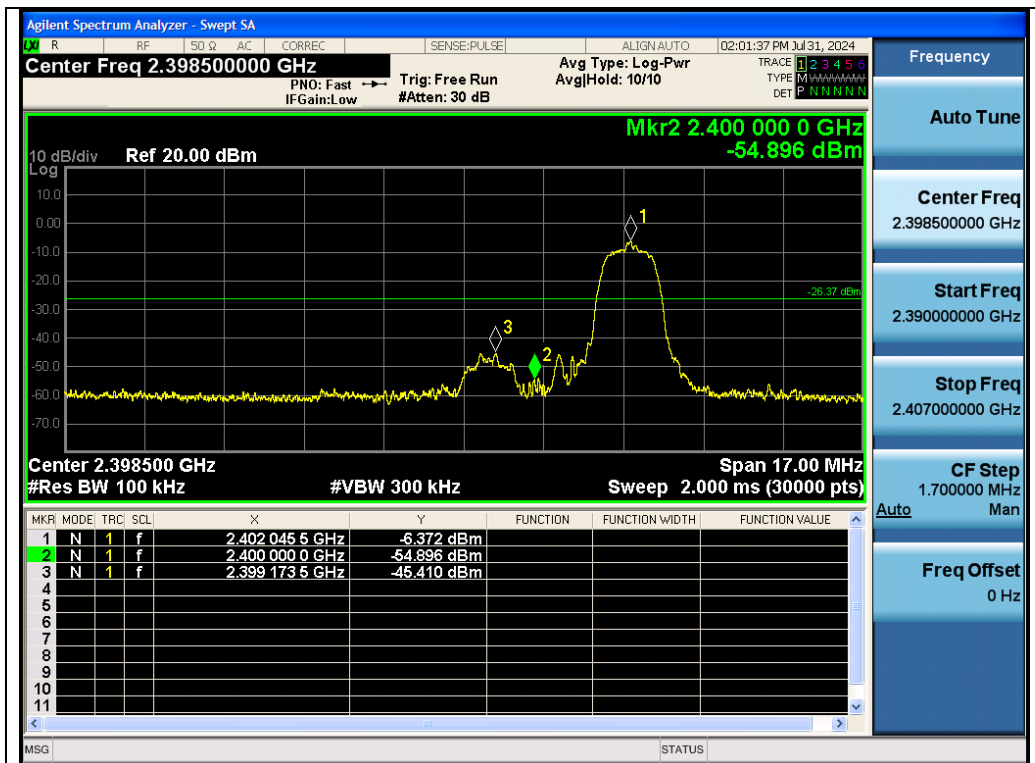 Agilent Spectrum Analyzer - Swept SA
LXI R RF 50 Ω AC CORREC SENSE:PULSE ALIGN AUTO 02:01:37 PM Jul 31, 2024
Center Freq 2.398500000 GHz
PNO: Fast
IFGain:Low
Trig: Free Run
#Atten: 30 dB
Avg Type: Log-Pwr
Avg|Hold: 10/10
TRACE 1 2 3 4 5 6
TYPE M
DET P N N N N N
Mkr2 2.400 000 0 GHz
-54.896 dBm
10 dB/div Ref 20.00 dBm
Log
10.0
0.00
-10.0
-20.0
-30.0
-40.0
-50.0
-60.0
-70.0
1
-26.37 dBm
3
2
Center 2.398500 GHz Span 17.00 MHz
#Res BW 100 kHz #VBW 300 kHz Sweep 2.000 ms (30000 pts)
MKR MODE TRC SCL X Y FUNCTION FUNCTION WIDTH FUNCTION VALUE
1 N 1 f 2.402 045 5 GHz -6.372 dBm
2 N 1 f 2.400 000 0 GHz -54.896 dBm
3 N 1 f 2.399 173 5 GHz -45.410 dBm
4
5
6
7
8
9
10
11
MSG STATUS
Frequency
Auto Tune
Center Freq
2.398500000 GHz
Start Freq
2.390000000 GHz
Stop Freq
2.407000000 GHz
CF Step
1.700000 MHz
Auto Man
Freq Offset
0 Hz